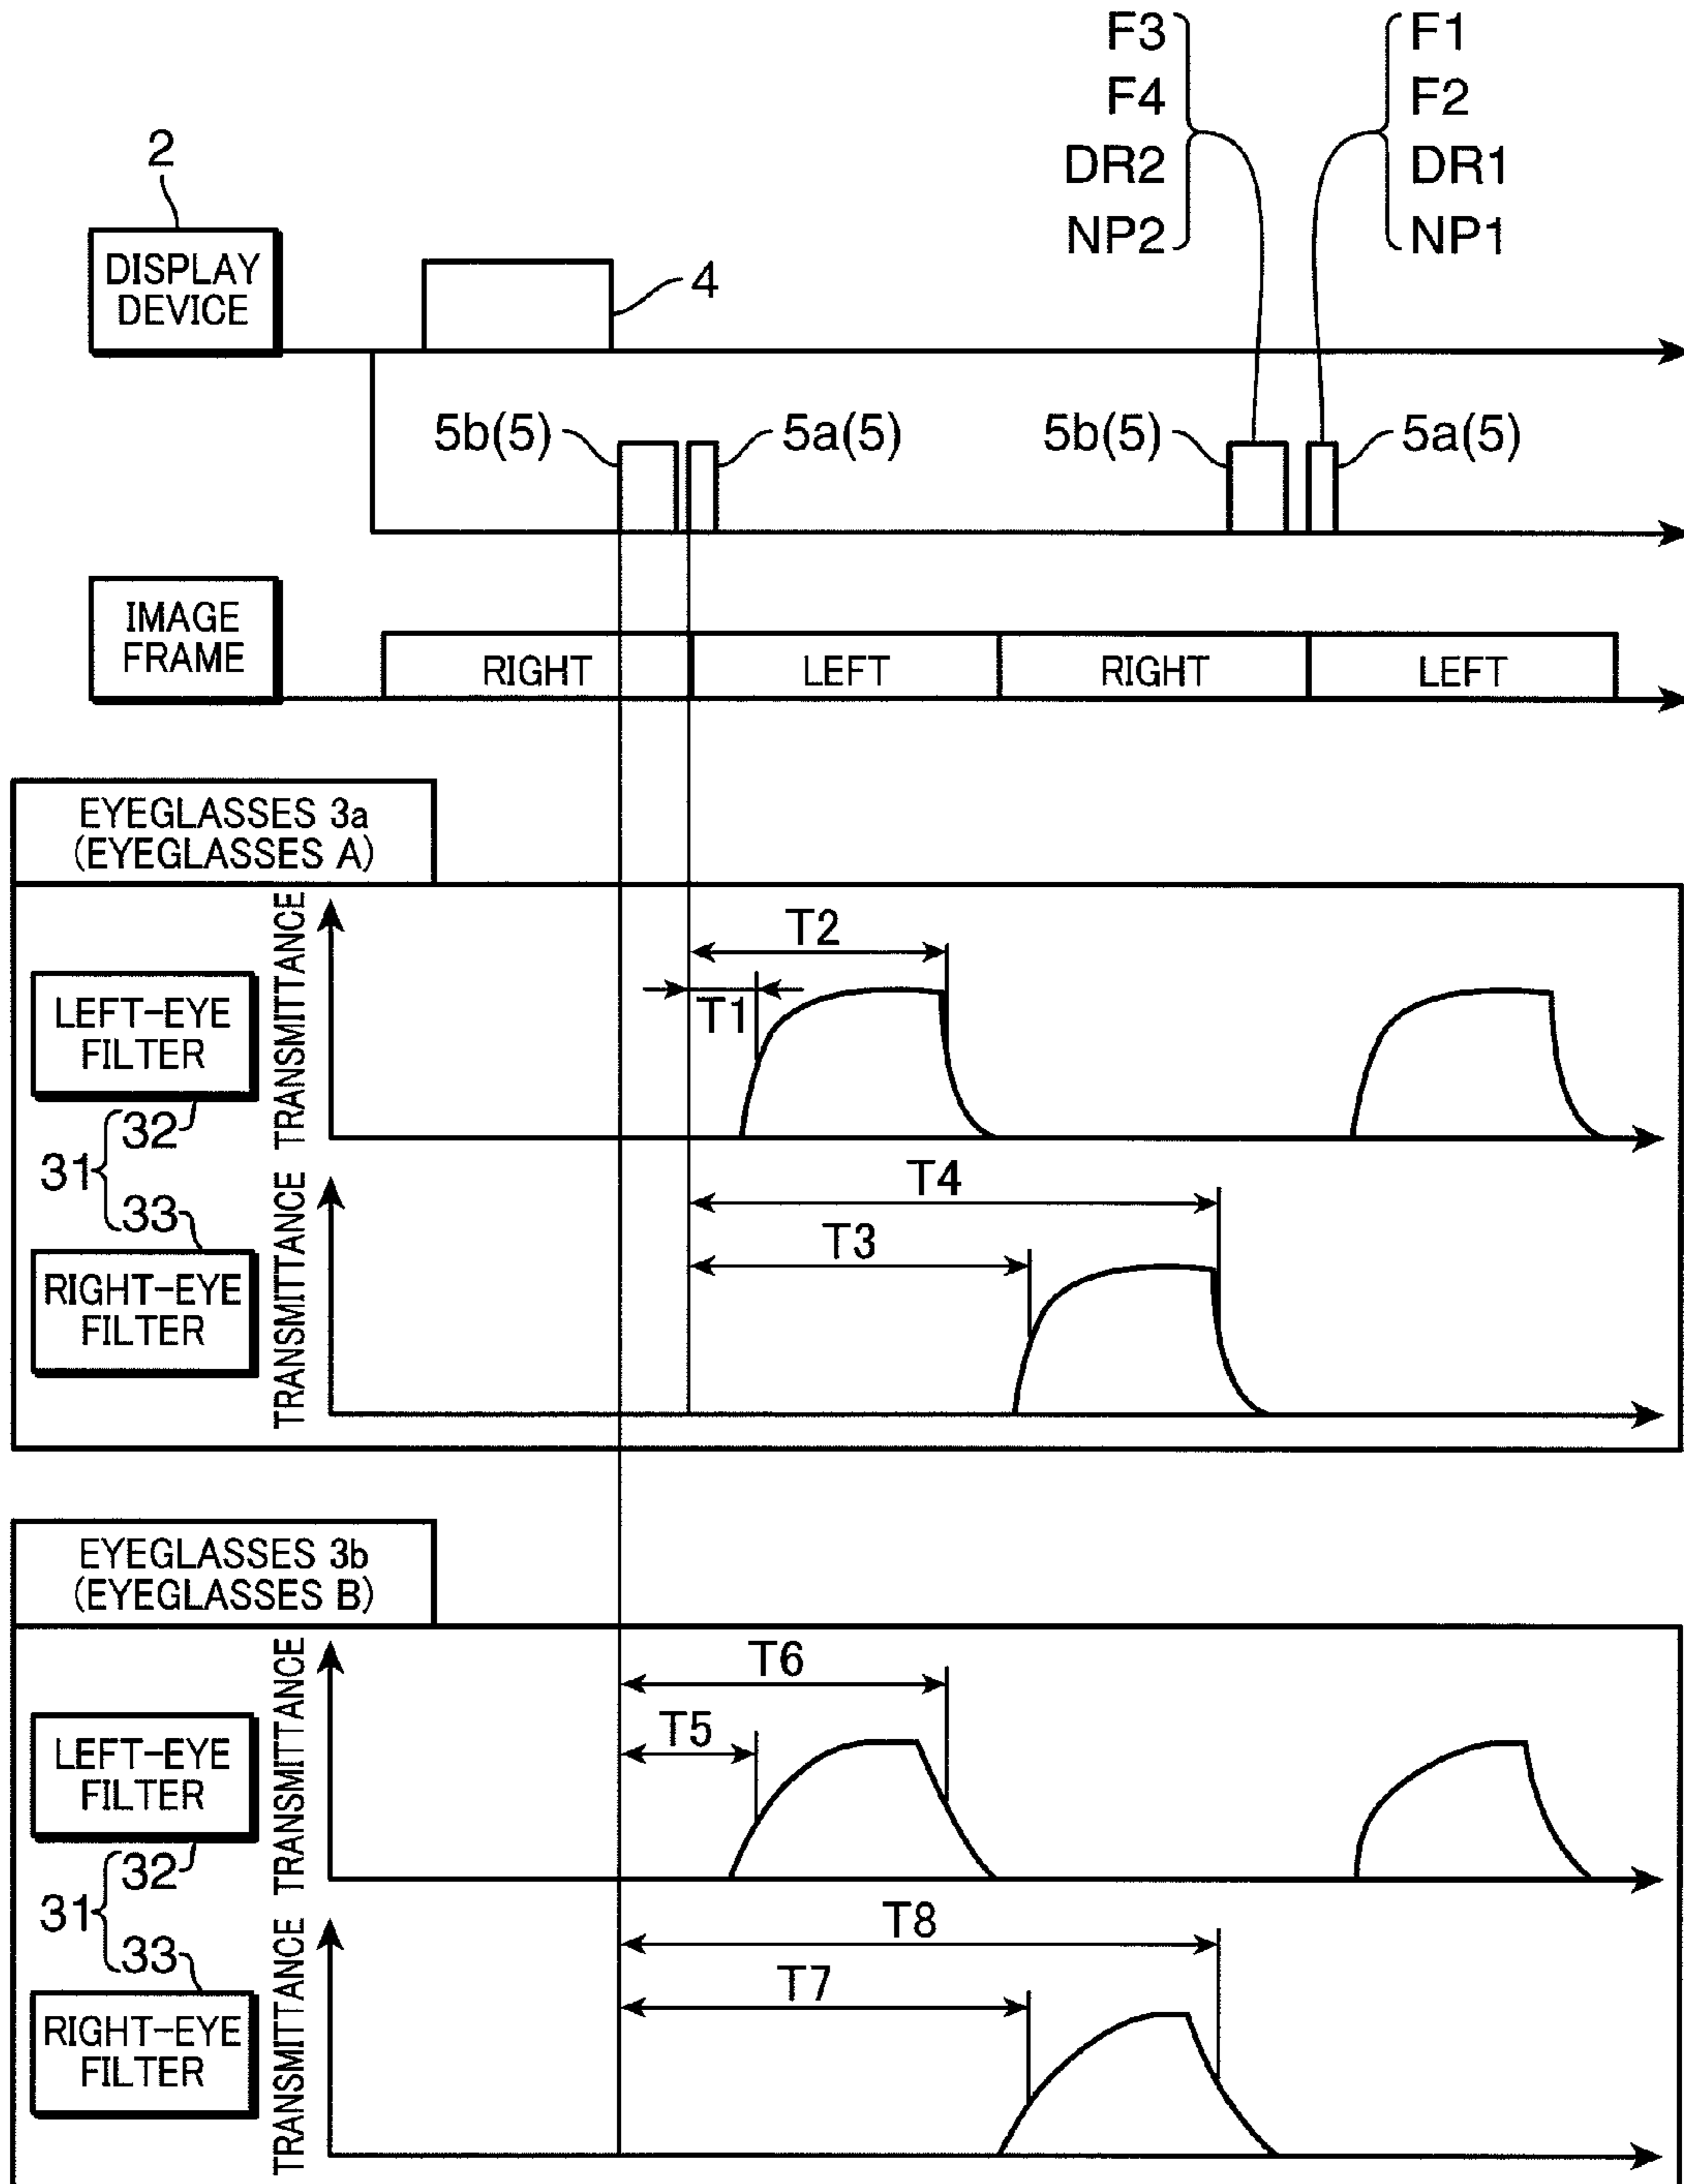 F3
F4
DR2
NP2
F1
F2
DR1
NP1
2
DISPLAY
DEVICE
4
5b(5)
5a(5)
5b(5)
5a(5)
IMAGE
FRAME
RIGHT
LEFT
RIGHT
LEFT
EYEGLASSES 3a
(EYEGLASSES A)
TRANSMITTANCE
T2
T1
LEFT-EYE
FILTER
32
31
33
TRANSMITTANCE
T4
T3
RIGHT-EYE
FILTER
EYEGLASSES 3b
(EYEGLASSES B)
TRANSMITTANCE
T6
T5
LEFT-EYE
FILTER
32
31
33
TRANSMITTANCE
T8
T7
RIGHT-EYE
FILTER